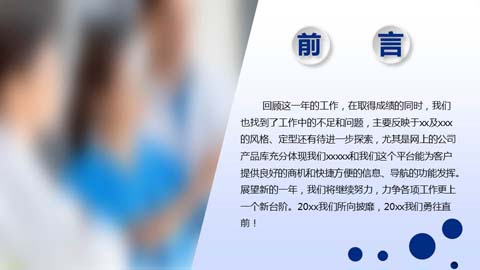 前言
回顾这一年的工作，在取得成绩的同时，我们
也找到了工作中的不足和问题，主要反映于xx及xxx
的风格、定型还有待进一步探索，尤其是网上的公司
产品库充分体现我们xxxxx和我们这个平台能为客户
提供良好的商机和快捷方便的信息、导航的功能发挥。
展望新的一年，我们将继续努力，力争各项工作更上
一个新台阶。20xx我们所向披靡，20xx我们勇往直
前！